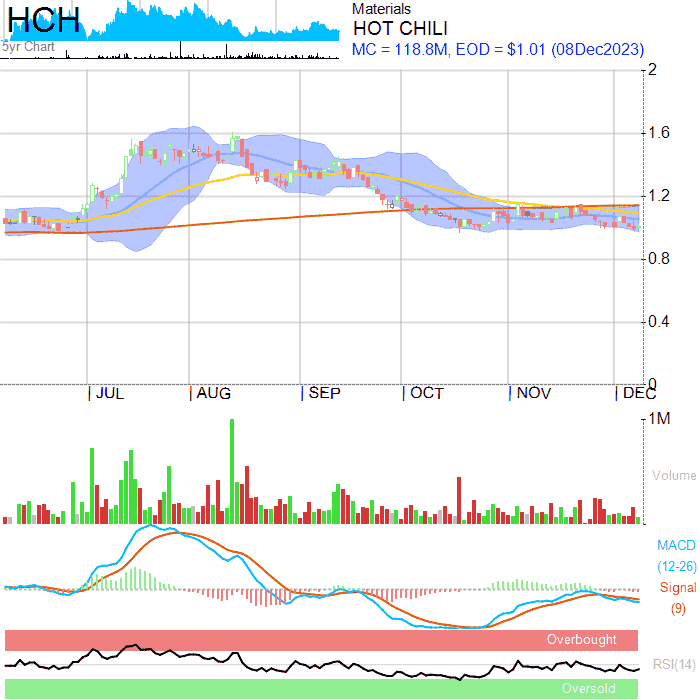 HCH
5yr Chart
Materials
HOT CHILI
MC = 118.8M, EOD = $1.01 (08Dec2023)
2
1.6
1.2
0.8
0.4
0
JUL AUG SEP OCT NOV DEC
1M
Volume
MACD
(12-26)
Signal
(9)
Overbought
RSI(14)
Oversold